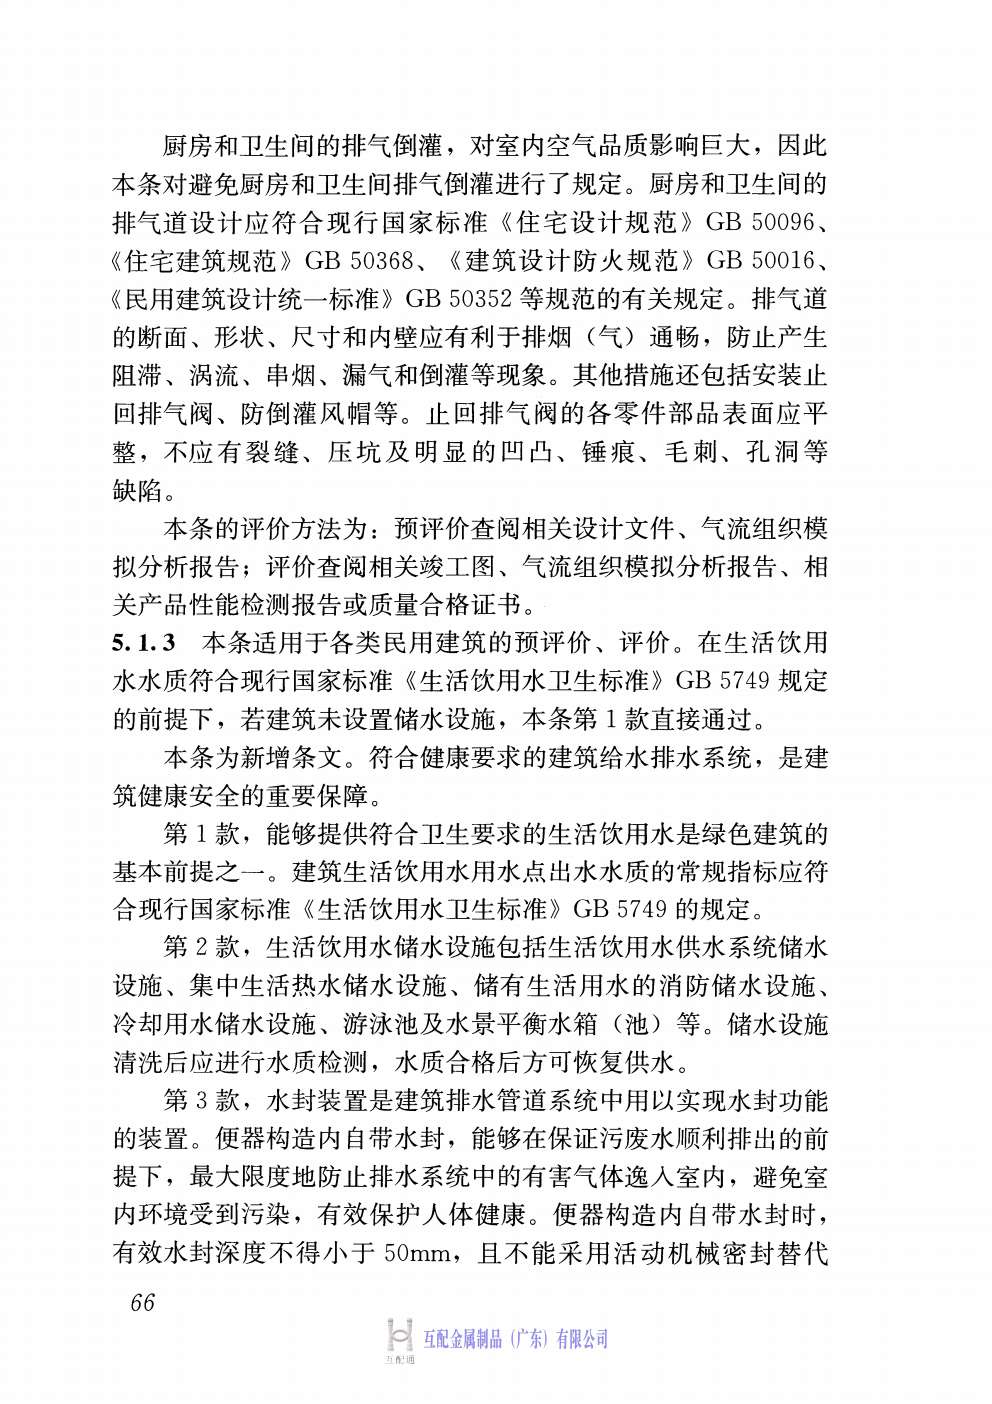 厨房和卫生间的排气倒灌，对室内空气品质影响巨大，因此
本条对避免厨房和卫生间排气倒灌进行了规定。厨房和卫生间的
排气道设计应符合现行国家标准《住宅设计规范》GB 50096、
《住宅建筑规范》GB 50368、《建筑设计防火规范》GB 50016、
《民用建筑设计统一标准》GB 50352 等规范的有关规定。排气道
的断面、形状、尺寸和内壁应有利于排烟（气）通畅，防止产生
阻滞、涡流、串烟、漏气和倒灌等现象。其他措施还包括安装止
回排气阀、防倒灌风帽等。止回排气阀的各零件部品表面应平
整，不应有裂缝、压坑及明显的凹凸、锤痕、毛刺、孔洞等
缺陷。
本条的评价方法为：预评价查阅相关设计文件、气流组织模
拟分析报告；评价查阅相关竣工图、气流组织模拟分析报告、相
关产品性能检测报告或质量合格证书。
5.1.3 本条适用于各类民用建筑的预评价、评价。在生活饮用
水水质符合现行国家标准《生活饮用水卫生标准》GB 5749 规定
的前提下，若建筑未设置储水设施，本条第 1 款直接通过。
本条为新增条文。符合健康要求的建筑给水排水系统，是建
筑健康安全的重要保障。
第 1 款，能够提供符合卫生要求的生活饮用水是绿色建筑的
基本前提之一。建筑生活饮用水用水点出水水质的常规指标应符
合现行国家标准《生活饮用水卫生标准》GB 5749 的规定。
第 2 款，生活饮用水储水设施包括生活饮用水供水系统储水
设施、集中生活热水储水设施、储有生活用水的消防储水设施、
冷却用水储水设施、游泳池及水景平衡水箱（池）等。储水设施
清洗后应进行水质检测，水质合格后方可恢复供水。
第 3 款，水封装置是建筑排水管道系统中用以实现水封功能
的装置。便器构造内自带水封，能够在保证污废水顺利排出的前
提下，最大限度地防止排水系统中的有害气体逸入室内，避免室
内环境受到污染，有效保护人体健康。便器构造内自带水封时，
有效水封深度不得小于 50mm，且不能采用活动机械密封替代
66
互配金属制品（广东）有限公司
互配通